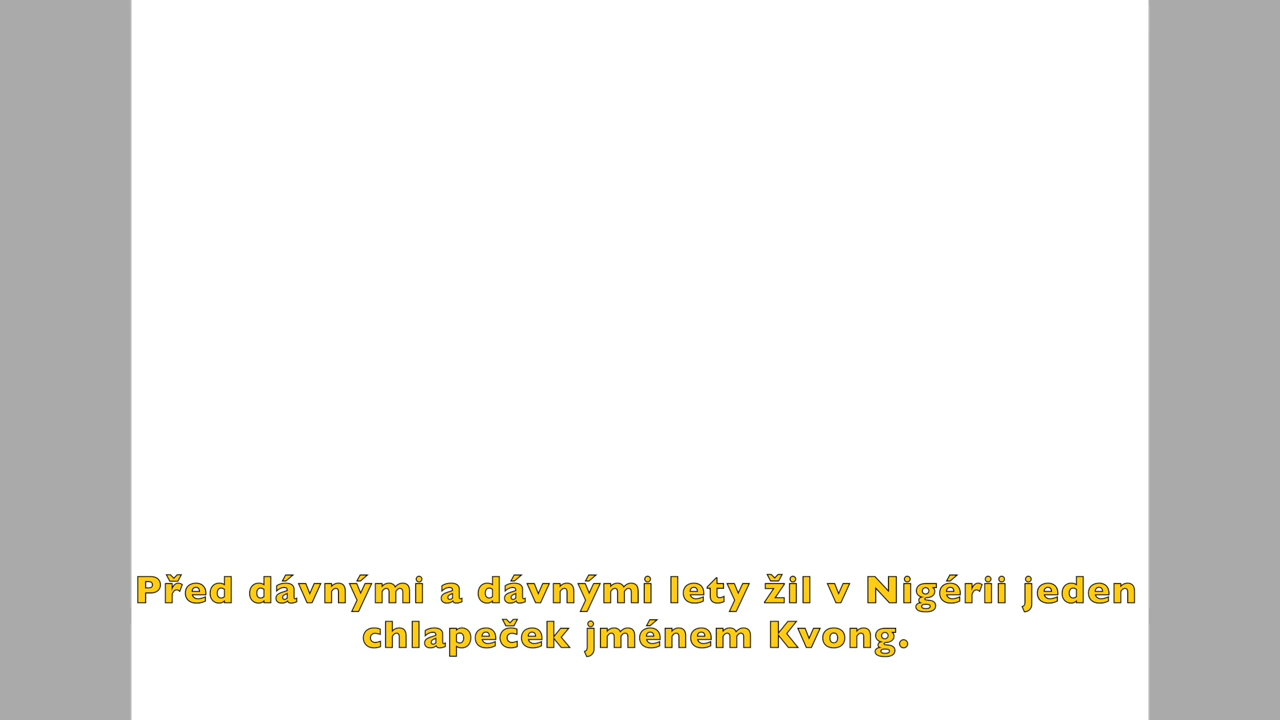 Před dávnými a dávnými lety žil v Nigérii jeden
chlapeček jménem Kvong.